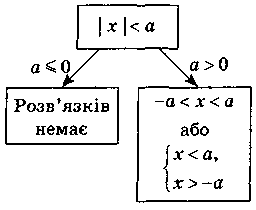 | x | < a
a ⩽ 0
a > 0
Розв'язків
немає
-a < x < a
або
{ x < a,
x > -a